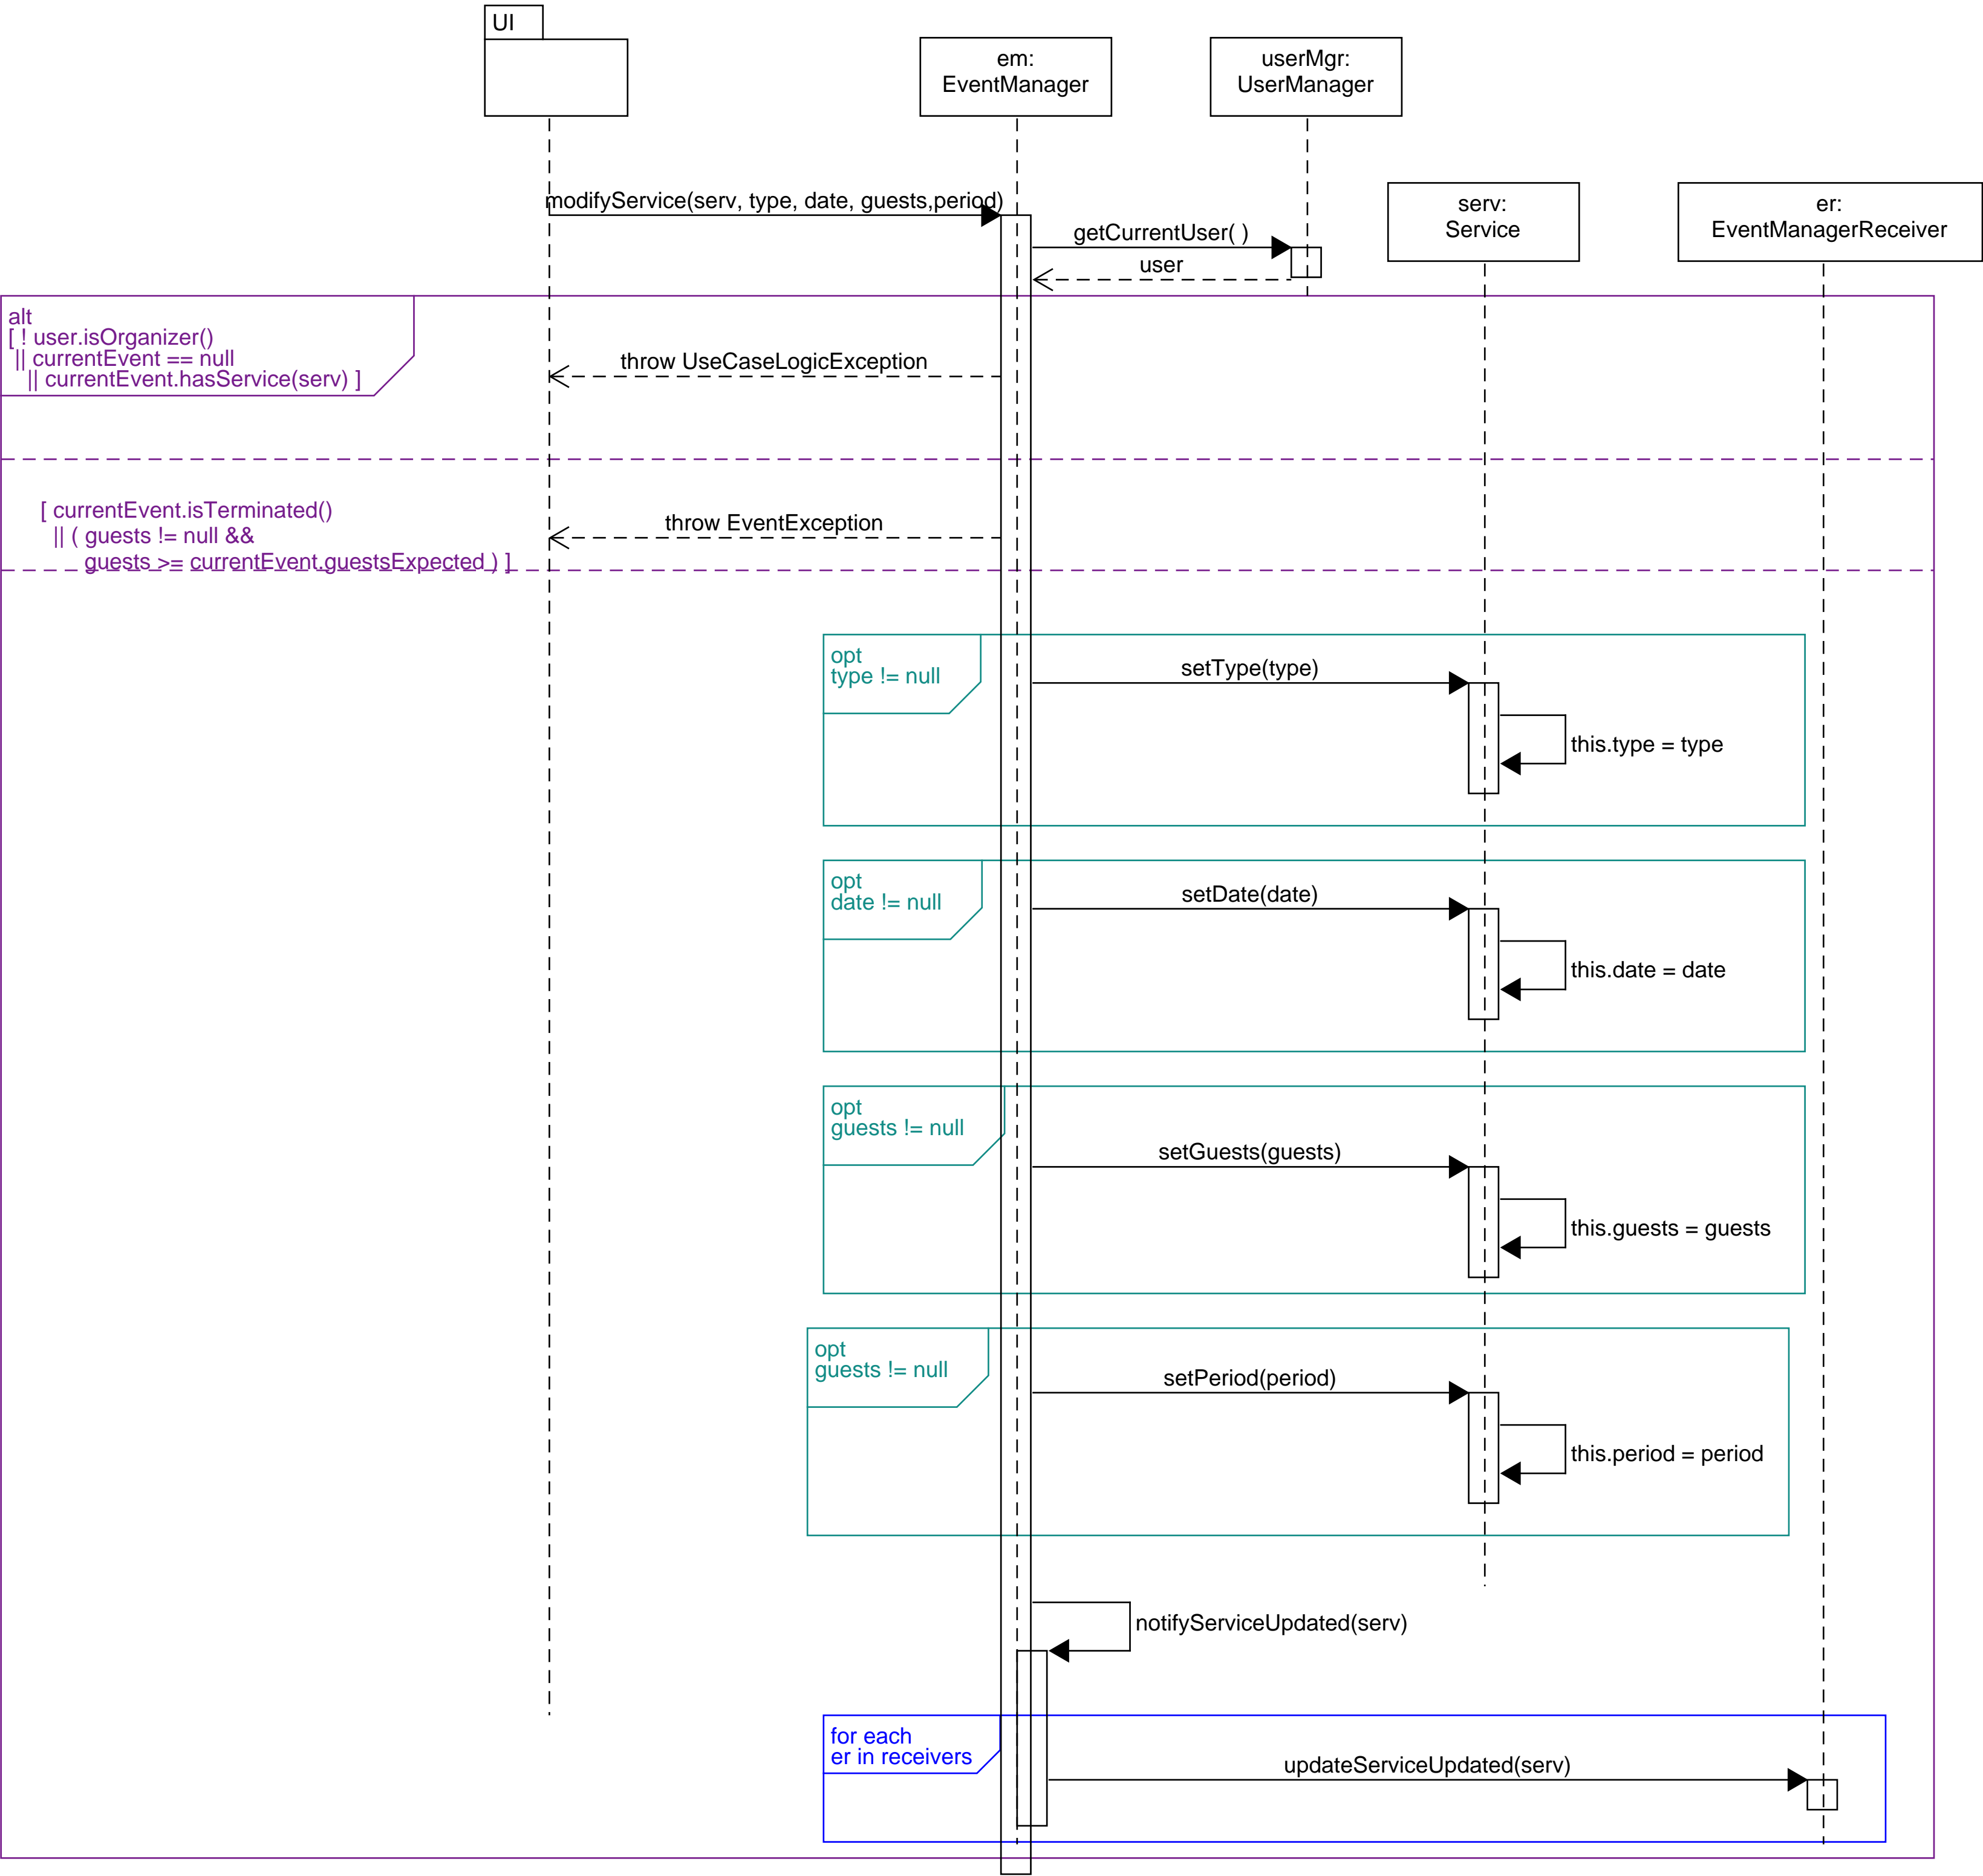 UI
em:
EventManager
userMgr:
UserManager
modifyService(serv, type, date, guests,period)
serv:
Service
er:
EventManagerReceiver
getCurrentUser( )
user
alt
[ ! user.isOrganizer()
|| currentEvent == null
|| currentEvent.hasService(serv) ]
throw UseCaseLogicException
[ currentEvent.isTerminated()
|| ( guests != null &&
guests >= currentEvent.guestsExpected ) ]
throw EventException
opt
type != null
setType(type)
this.type = type
opt
date != null
setDate(date)
this.date = date
opt
guests != null
setGuests(guests)
this.guests = guests
opt
guests != null
setPeriod(period)
this.period = period
notifyServiceUpdated(serv)
for each
er in receivers
updateServiceUpdated(serv)